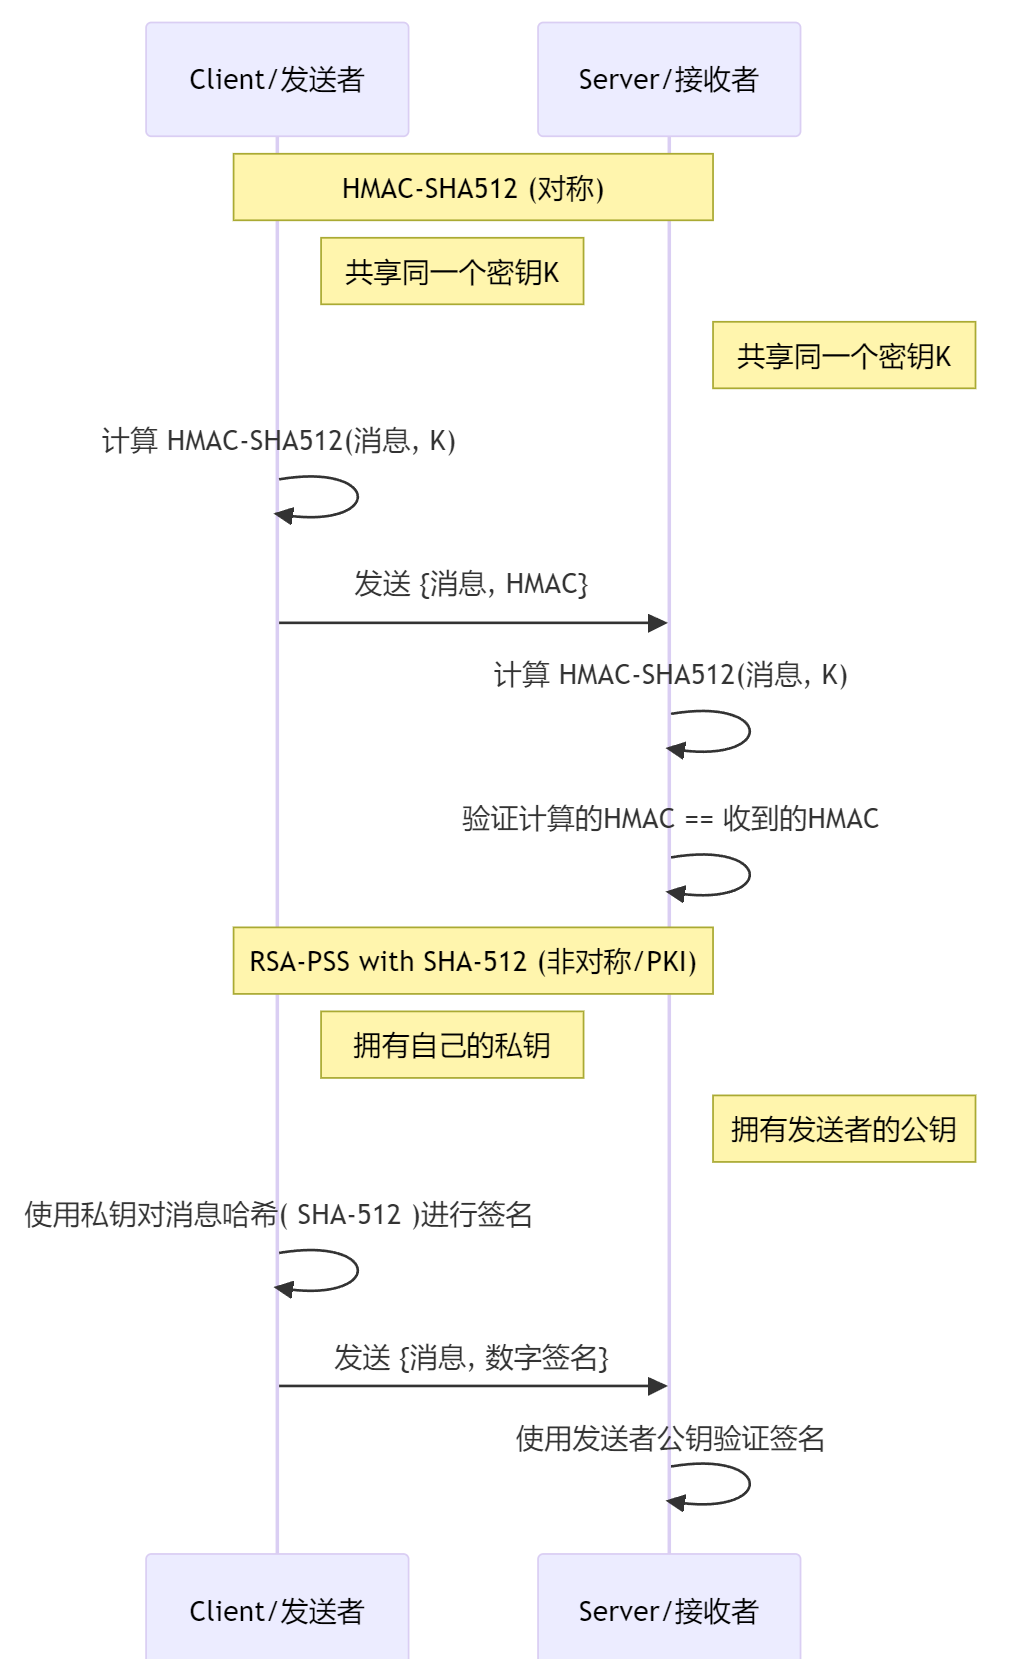 Client/发送者
Server/接收者
HMAC-SHA512 (对称)
共享同一个密钥K
共享同一个密钥K
计算 HMAC-SHA512(消息, K)
发送 {消息, HMAC}
计算 HMAC-SHA512(消息, K)
验证计算的HMAC == 收到的HMAC
RSA-PSS with SHA-512 (非对称/PKI)
拥有自己的私钥
拥有发送者的公钥
使用私钥对消息哈希( SHA-512 )进行签名
发送 {消息, 数字签名}
使用发送者公钥验证签名
Client/发送者
Server/接收者